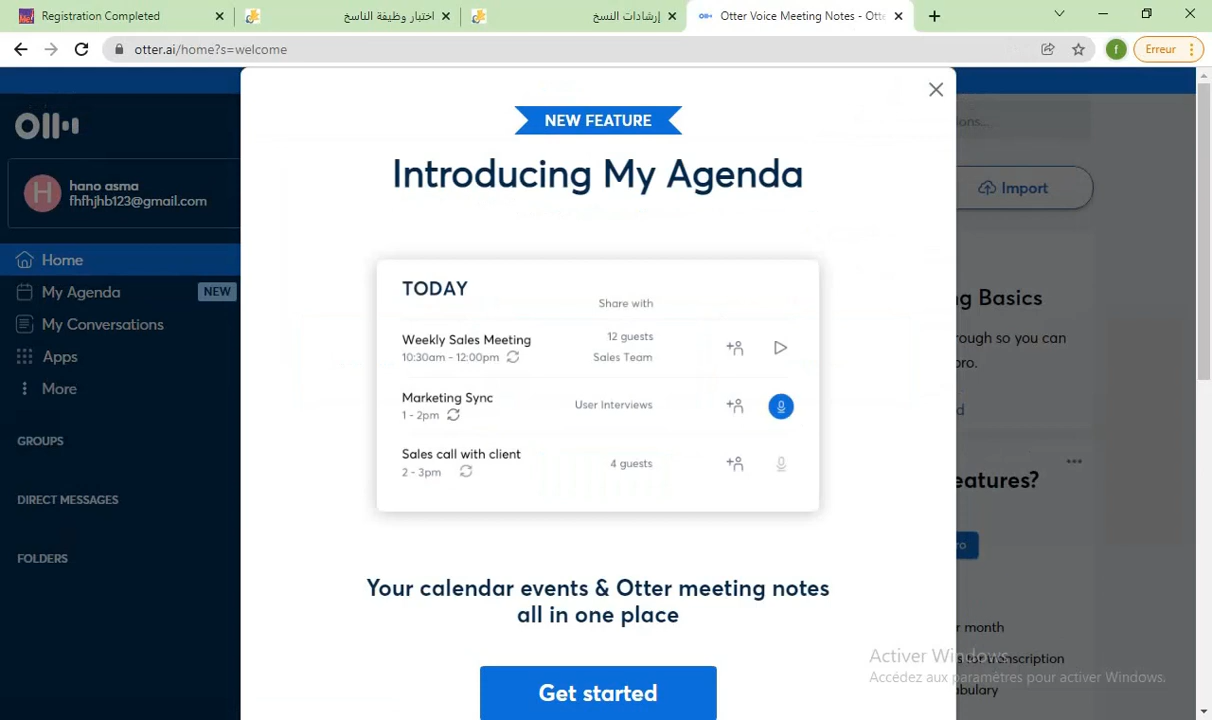 Registration Completed
اختبار وظيفة الناسخ
إرشادات النسخ
Otter Voice Meeting Notes - Otte
otter.ai/home?s=welcome
f
Erreur
NEW FEATURE
Introducing My Agenda
H
hano asma
fhfhjhb123@gmail.com
Import
Home
My Agenda
NEW
My Conversations
Apps
More
GROUPS
DIRECT MESSAGES
FOLDERS
TODAY
Share with
Weekly Sales Meeting
12 guests
10:30am - 12:00pm
Sales Team
Marketing Sync
User Interviews
1 - 2pm
Sales call with client
4 guests
2 - 3pm
Your calendar events & Otter meeting notes
all in one place
Get started
Basics
rough so you can
pro.
eatures?
month
transcription
Activer Windows
Accédez aux paramètres pour activer Windows.